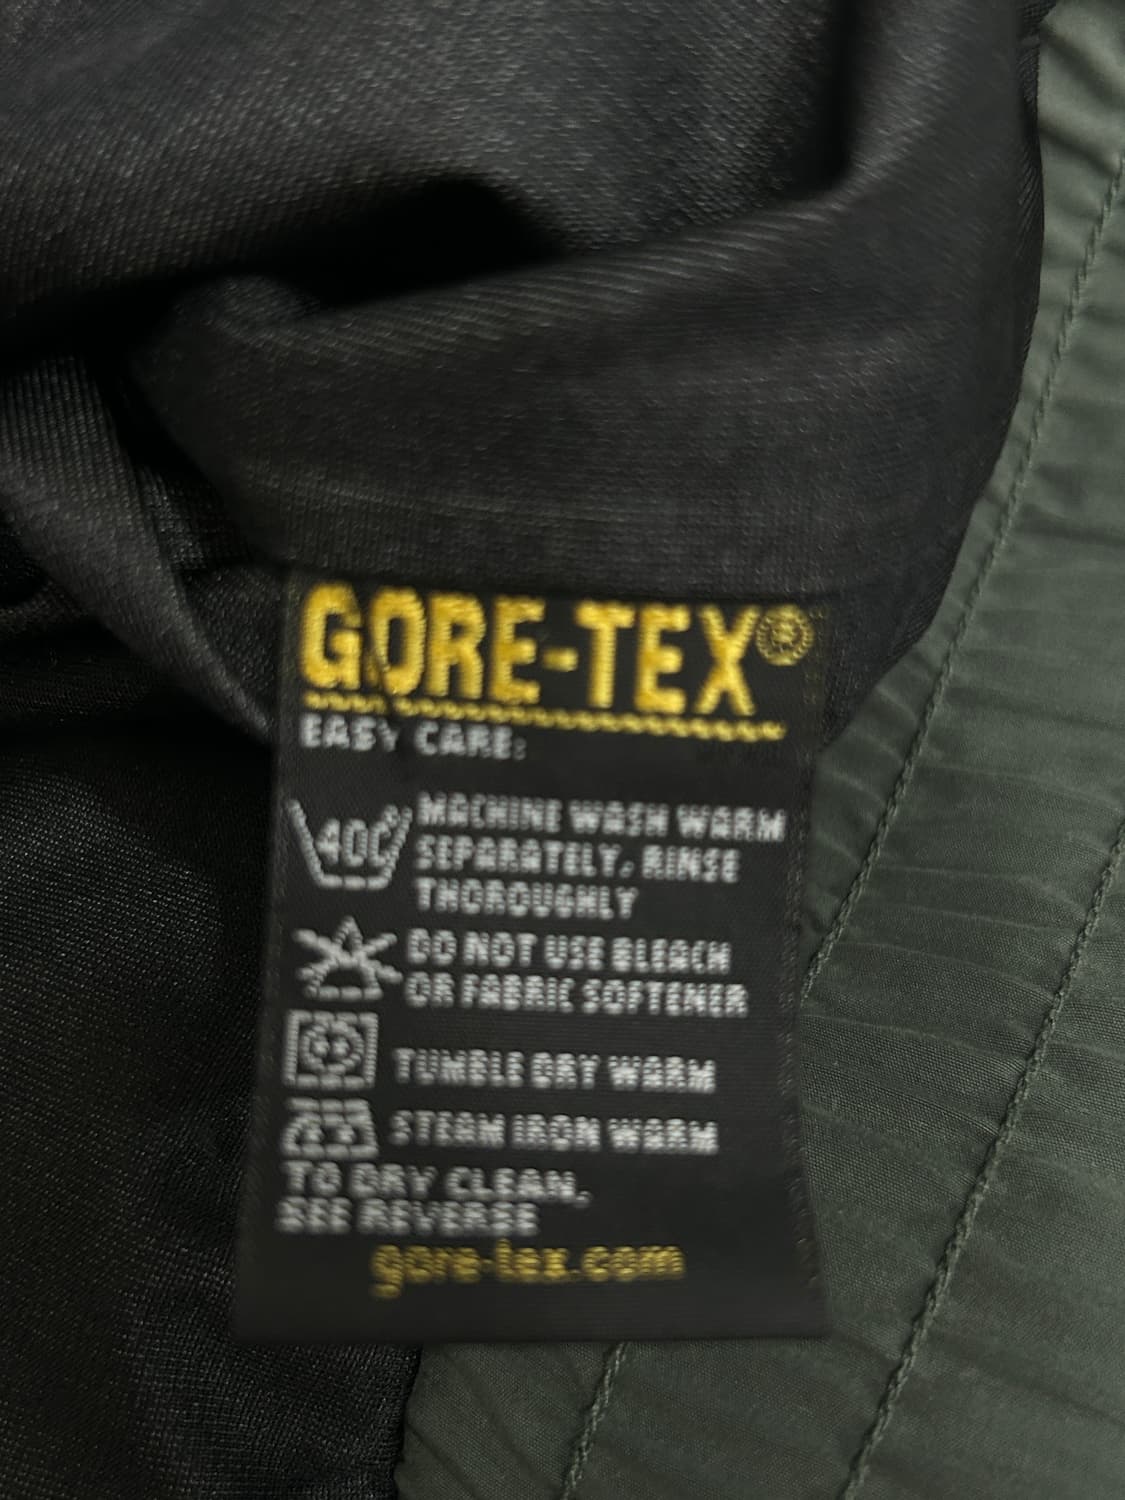 GORE-TEX®
EASY CARE:
40C
MACHINE WASH WARM
SEPARATELY, RINSE
THOROUGHLY
DO NOT USE BLEACH
OR FABRIC SOFTENER
TUMBLE DRY WARM
STEAM IRON WARM
TO DRY CLEAN,
SEE REVERSE
gore-tex.com